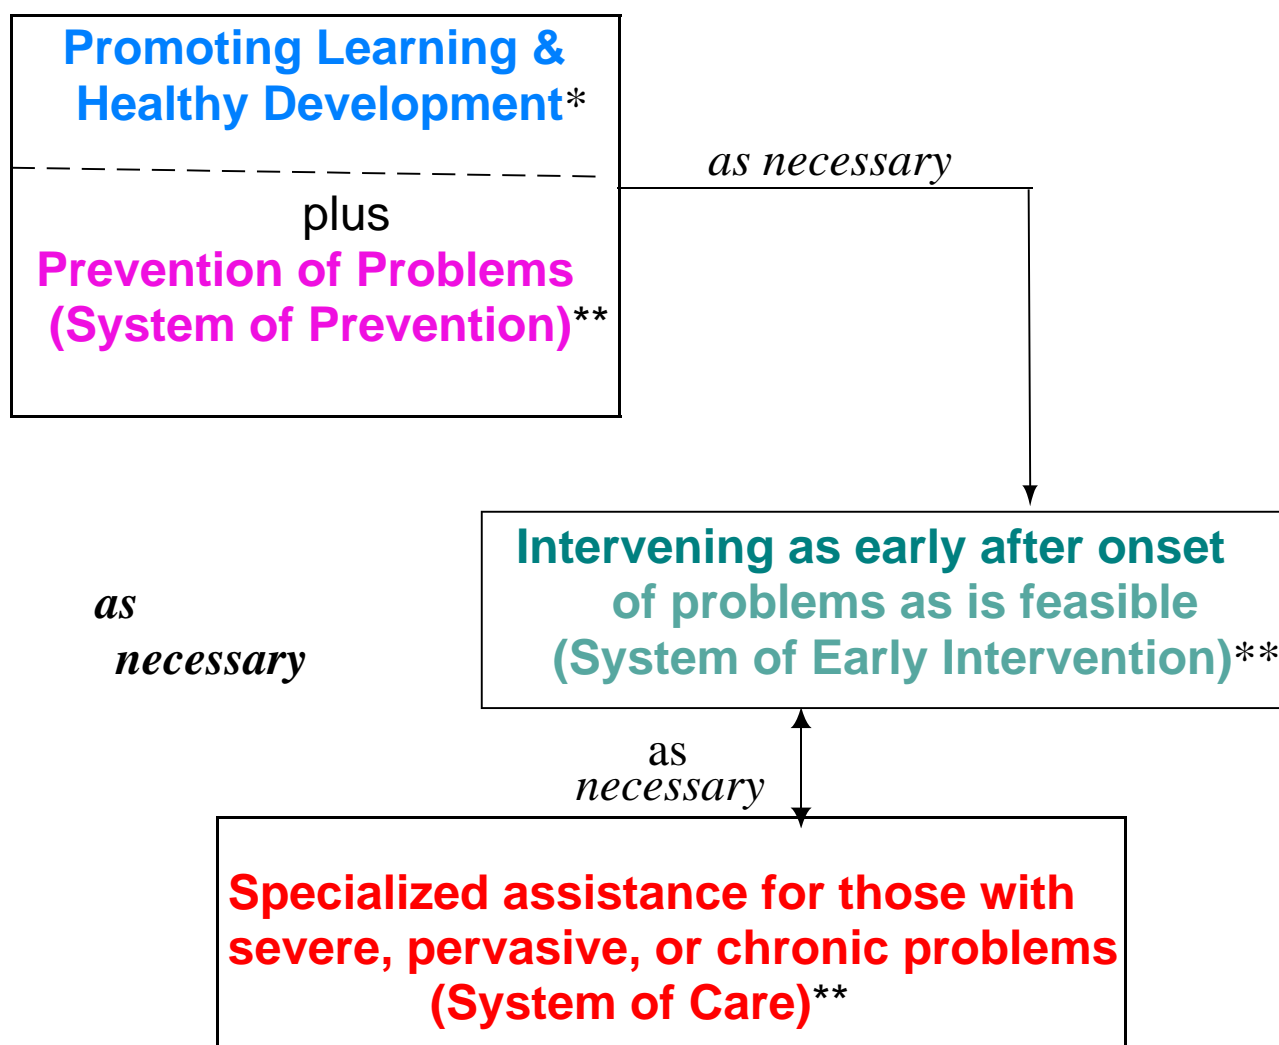 Promoting Learning &
Healthy Development*
as necessary
plus
Prevention of Problems
(System of Prevention)**
Intervening as early after onset
of problems as is feasible
(System of Early Intervention)**
as
necessary
as
necessary
Specialized assistance for those with
severe, pervasive, or chronic problems
(System of Care)**